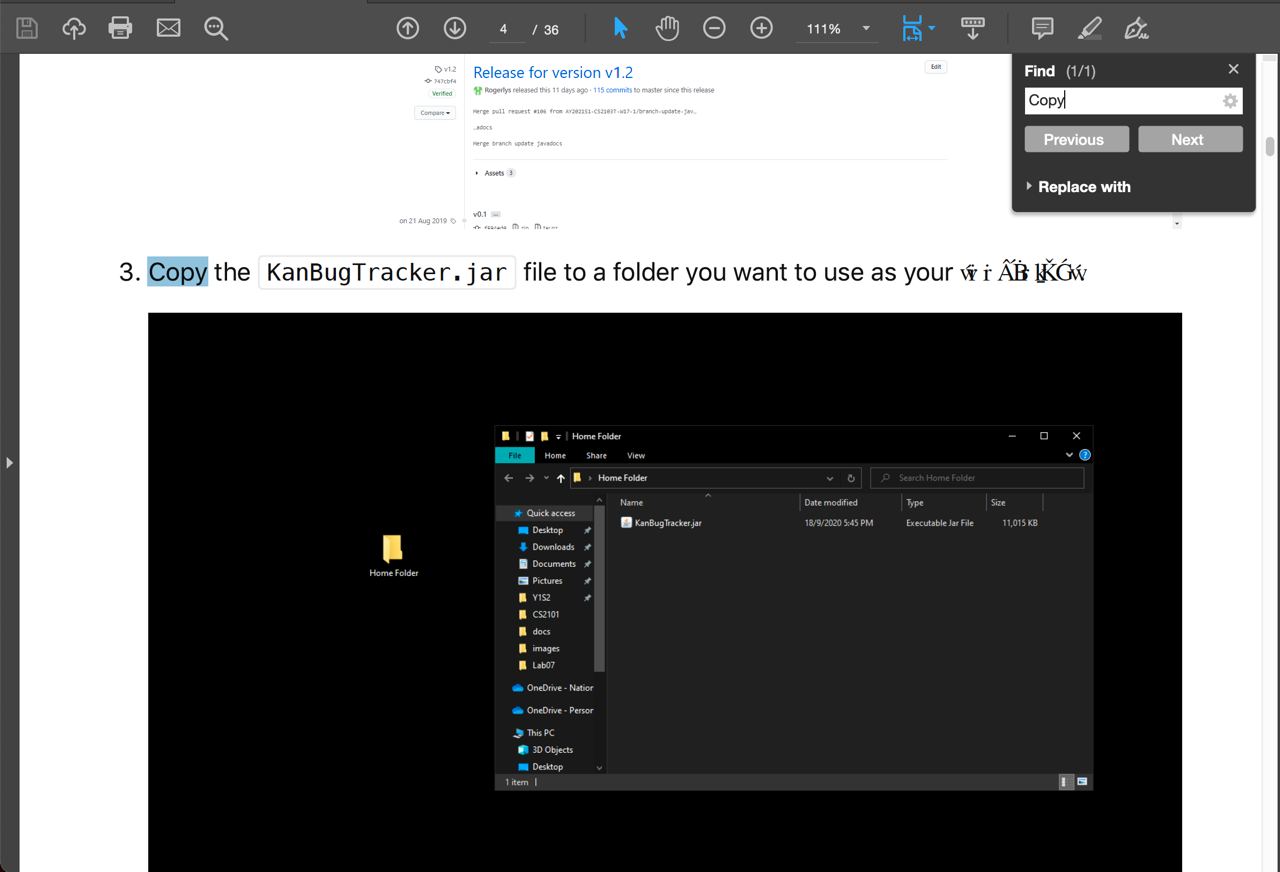 4 / 36
111%
Find (1/1)
Copy
Previous Next
Replace with
v1.2
747cbf4
Verified
Compare
Release for version v1.2
Edit
Rogerlys released this 11 days ago · 115 commits to master since this release
Merge pull request #106 from AY2021S1-CS2103T-W17-1/branch-update-jav…
…adocs
Merge branch update javadocs
Assets 3
on 21 Aug 2019
v0.1 ...
zip tar.gz
3. Copy the KanBugTracker.jar file to a folder you want to use as your
Home Folder
Home Folder
File Home Share View
Home Folder
Search Home Folder
Name Date modified Type Size
KanBugTracker.jar 18/9/2020 5:45 PM Executable Jar File 11,015 KB
Quick access
Desktop
Downloads
Documents
Pictures
Y1S2
CS2101
docs
images
Lab07
OneDrive - Nation
OneDrive - Person
This PC
3D Objects
Desktop
1 item